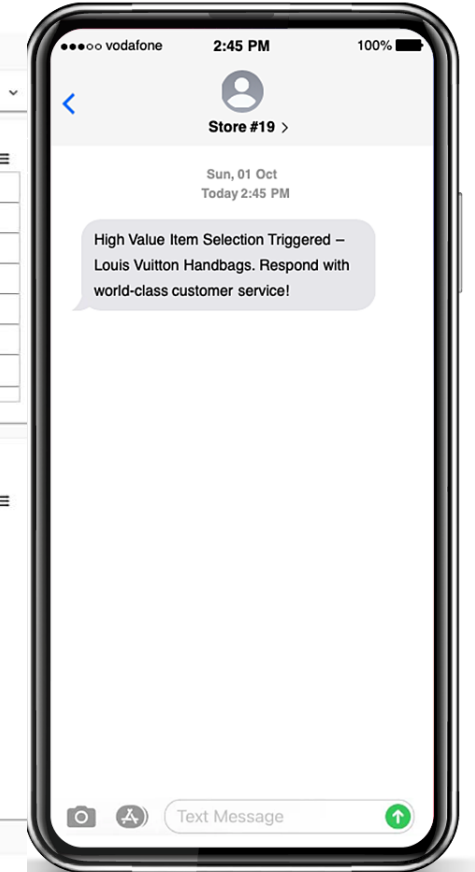 vodafone 2:45 PM 100%
Store #19 >
Sun, 01 Oct
Today 2:45 PM
High Value Item Selection Triggered –
Louis Vuitton Handbags. Respond with
world-class customer service!
Text Message